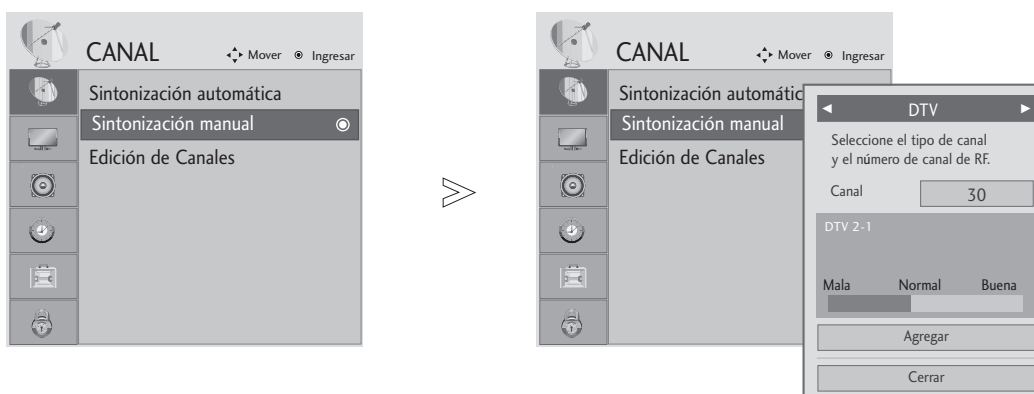 CANAL
Mover Ingresar
Sintonización automática
Sintonización manual
Edición de Canales
CANAL
Mover Ingresar
Sintonización automátic
Sintonización manual
Edición de Canales
DTV
Seleccione el tipo de canal
y el número de canal de RF.
Canal 30
DTV 2-1
Mala Normal Buena
Agregar
Cerrar